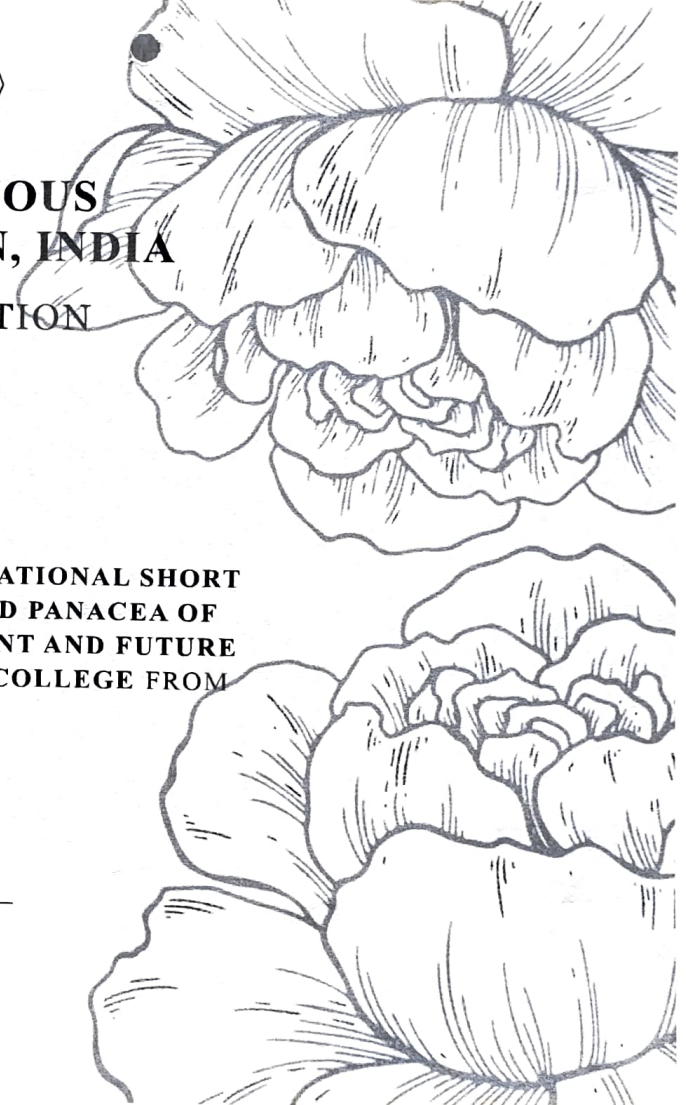 OUS
N, INDIA
TION
ATIONAL SHORT
D PANACEA OF
NT AND FUTURE
COLLEGE FROM